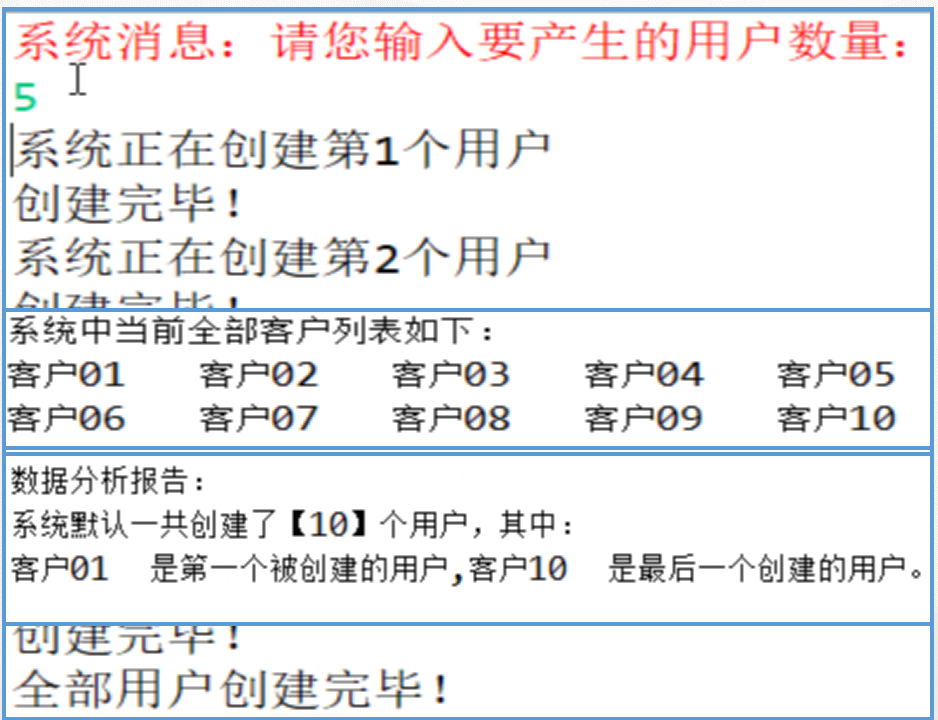 系统消息：请您输入要产生的用户数量：
5
系统正在创建第1个用户
创建完毕！
系统正在创建第2个用户
创建完毕！
系统中当前全部客户列表如下：
客户01 客户02 客户03 客户04 客户05
客户06 客户07 客户08 客户09 客户10
数据分析报告：
系统默认一共创建了【10】个用户，其中：
客户01 是第一个被创建的用户,客户10 是最后一个创建的用户。
创建完毕！
全部用户创建完毕！